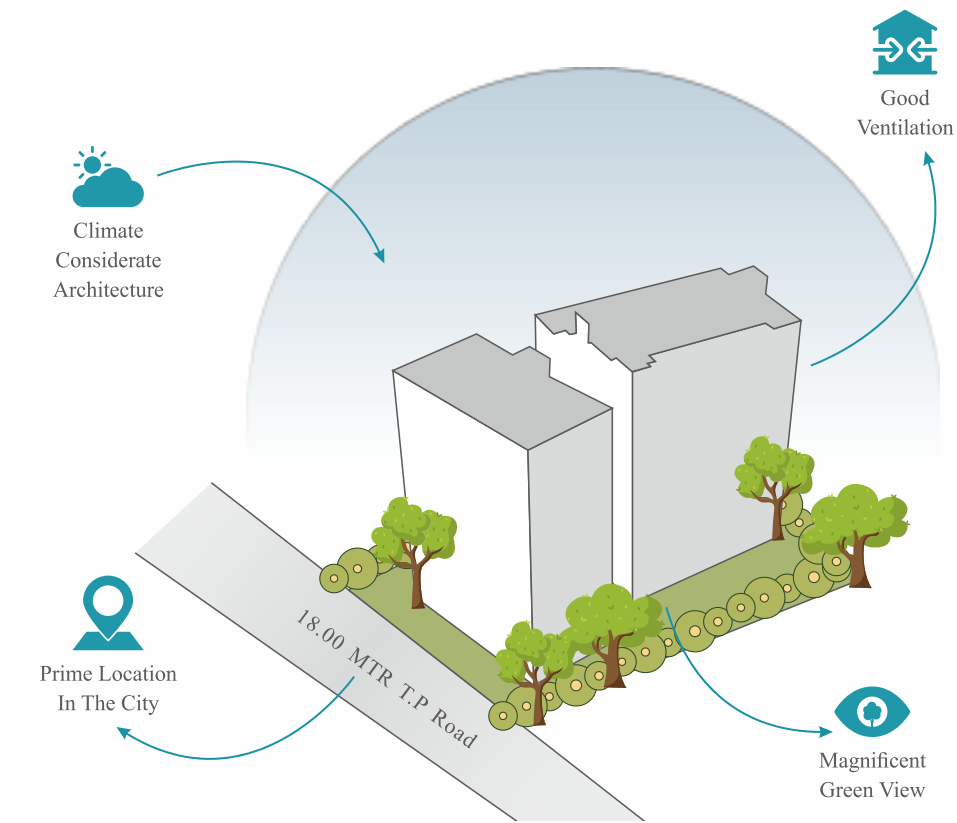 Good
Ventilation
Climate
Considerate
Architecture
18.00 MTR T.P Road
Prime Location
In The City
Magnificent
Green View